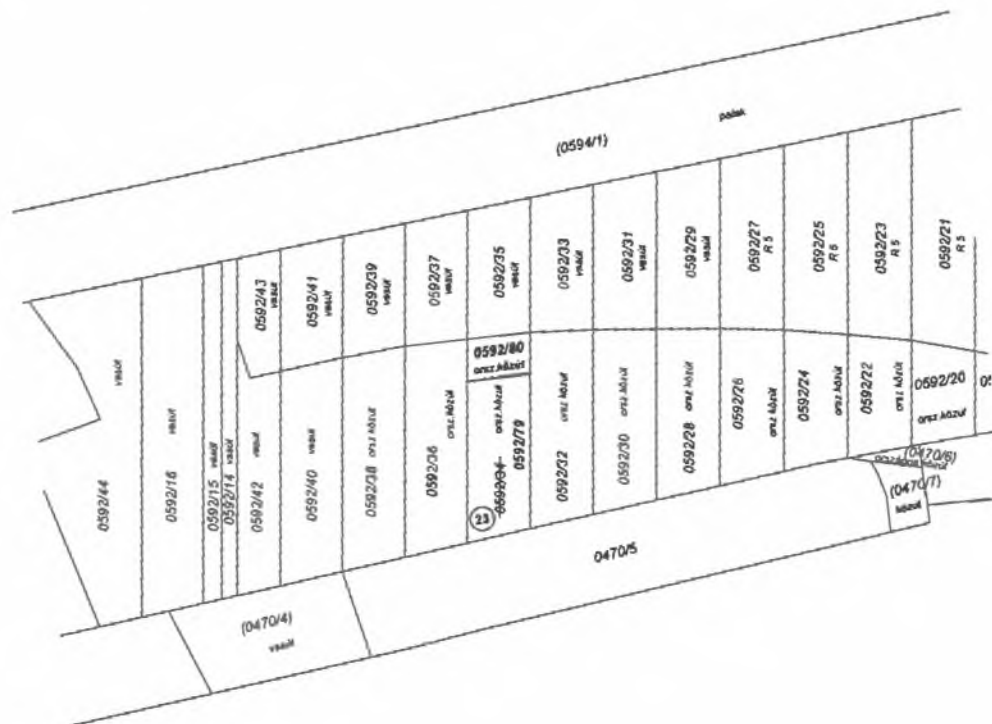 (0594/1)
patak
0592/44
vasút
0592/16
vasút
0592/15 vasút
0592/14 vasút
0592/43
vasút
0592/42 vasút
0592/41
vasút
0592/40 vasút
0592/39
vasút
0592/38 orsz közút
0592/37
vasút
0592/36 orsz közút
0592/35
vasút
0592/80
orsz.közút
0592/34 orsz közút
0592/79
23
0592/33
vasút
0592/32 orsz közút
0592/31
vasút
0592/30 orsz közút
0592/29
vasút
0592/28 orsz közút
0592/27
R 5
0592/26
orsz közút
0592/25
R 5
0592/24
orsz közút
0592/23
R 5
0592/22
orsz közút
0592/21
R 5
0592/20
orsz közút
(0470/6)
országos közút
(0470/7)
közút
0470/5
(0470/4)
vasút